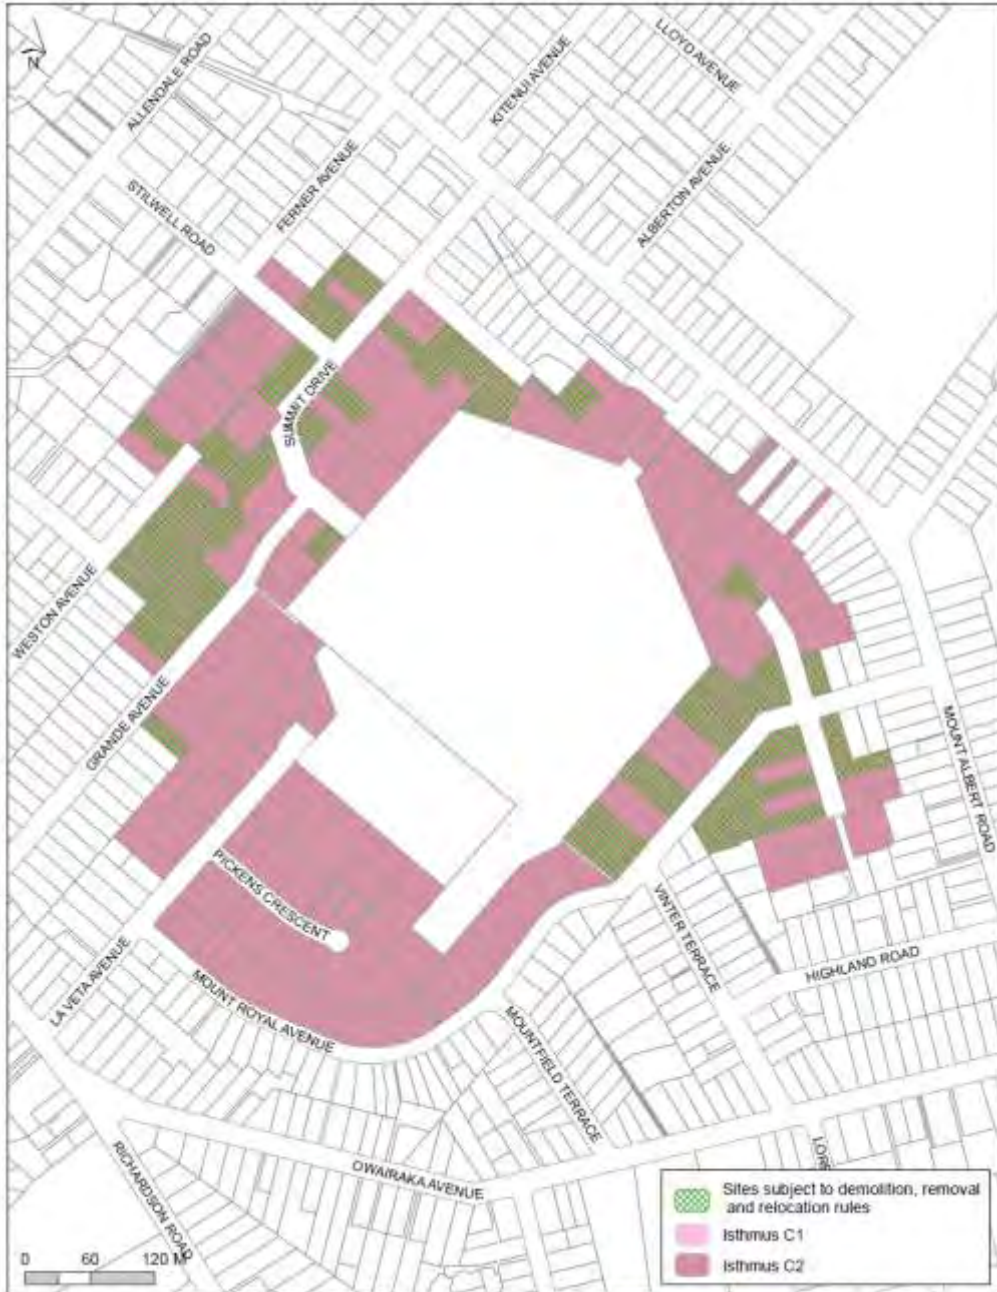 LLOYD AVENUE
KITENUI AVENUE
ALLENDALE ROAD
N
FERNER AVENUE
ALBERTON AVENUE
STILWELL ROAD
SUMMIT DRIVE
WESTON AVENUE
GRANDE AVENUE
MOUNT ALBERT ROAD
PICKENS CRESCENT
VINTER TERRACE
HIGHLAND ROAD
LA VETA AVENUE
MOUNT ROYAL AVENUE
MOUNTFIELD TERRACE
RICHARDSON ROAD
OWAIRAKA AVENUE
Sites subject to demolition, removal
and relocation rules
Isthmus C1
Isthmus C2
0 60 120 M